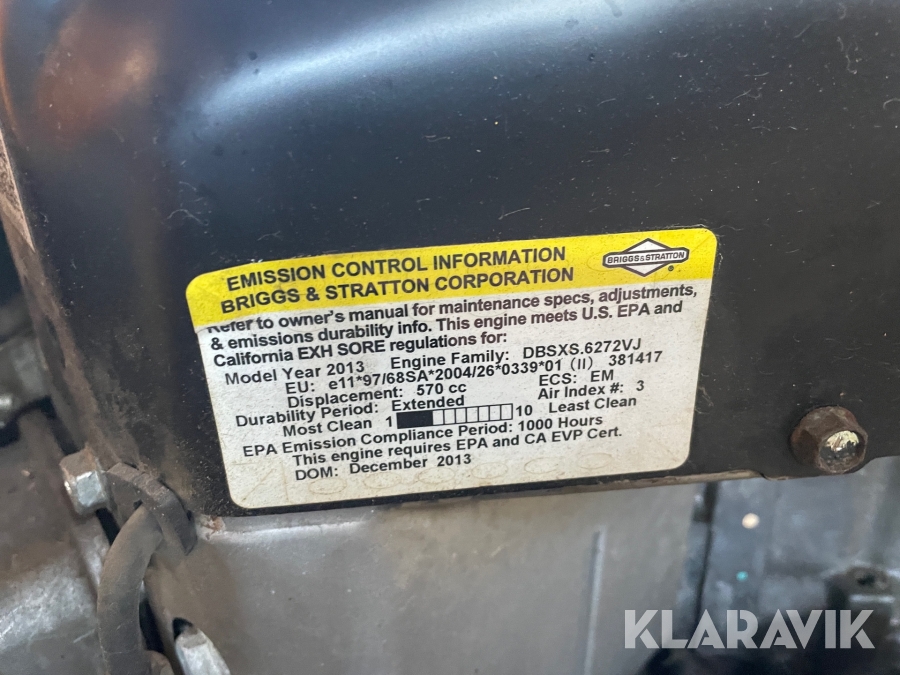 EMISSION CONTROL INFORMATION
BRIGGS & STRATTON CORPORATION
BRIGGS & STRATTON
Refer to owner's manual for maintenance specs, adjustments,
& emissions durability info. This engine meets U.S. EPA and
California EXH SORE regulations for:
Model Year 2013 Engine Family: DBSXS.6272VJ
EU: e11*97/68SA*2004/26*0339*01 (II) 381417
Displacement: 570 cc ECS: EM
Durability Period: Extended Air Index #: 3
Most Clean 1 10 Least Clean
EPA Emission Compliance Period: 1000 Hours
This engine requires EPA and CA EVP Cert.
DOM: December 2013
KLARAVIK